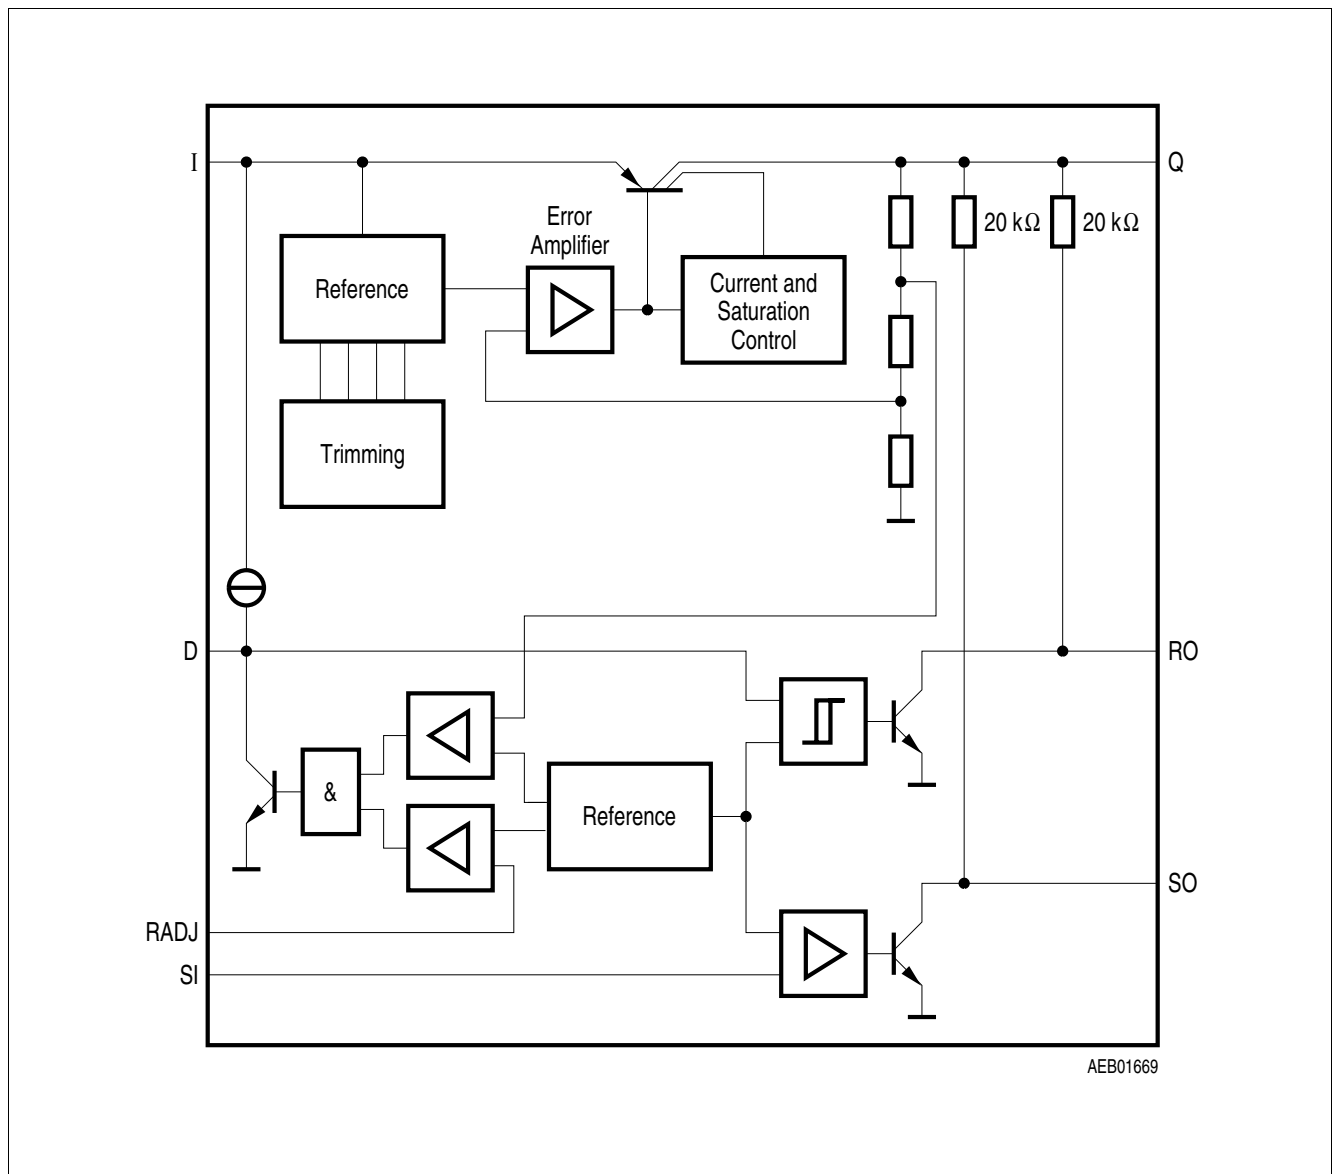 I
Q
Error
Amplifier
20 kΩ
20 kΩ
Reference
Current and
Saturation
Control
Trimming
D
RO
&
Reference
SO
RADJ
SI
AEB01669